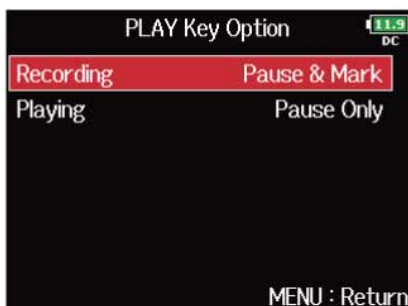 PLAY Key Option 11.9
DC
Recording Pause & Mark
Playing Pause Only
MENU : Return